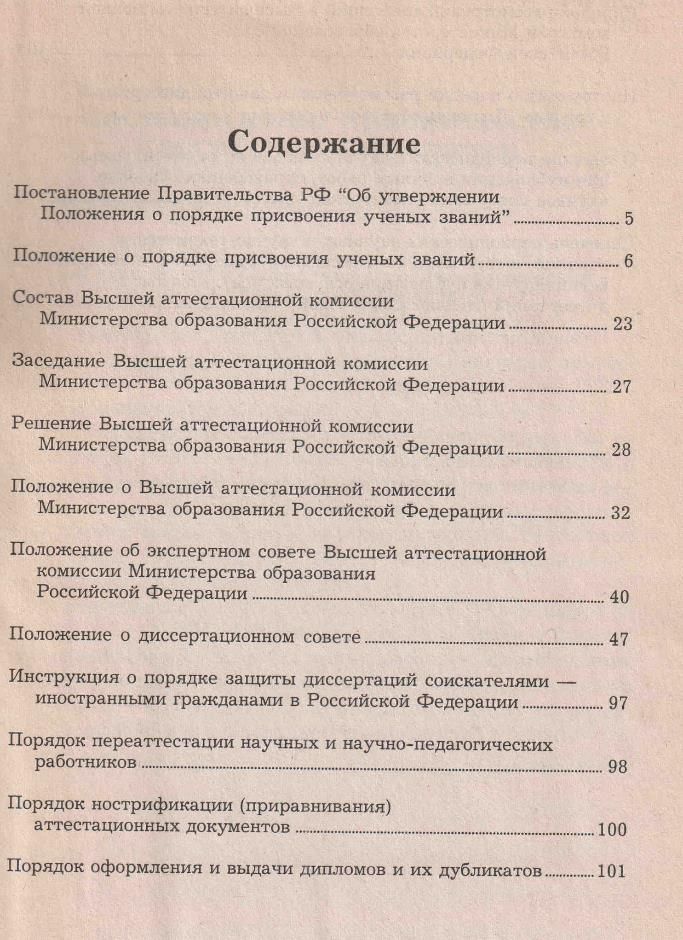 Содержание
Постановление Правительства РФ “Об утверждении
Положения о порядке присвоения ученых званий” 5
Положение о порядке присвоения ученых званий 6
Состав Высшей аттестационной комиссии
Министерства образования Российской Федерации 23
Заседание Высшей аттестационной комиссии
Министерства образования Российской Федерации 27
Решение Высшей аттестационной комиссии
Министерства образования Российской Федерации 28
Положение о Высшей аттестационной комиссии
Министерства образования Российской Федерации 32
Положение об экспертном совете Высшей аттестационной
комиссии Министерства образования
Российской Федерации 40
Положение о диссертационном совете 47
Инструкция о порядке защиты диссертаций соискателями —
иностранными гражданами в Российской Федерации 97
Порядок переаттестации научных и научно-педагогических
работников 98
Порядок нострификации (приравнивания)
аттестационных документов 100
Порядок оформления и выдачи дипломов и их дубликатов 101